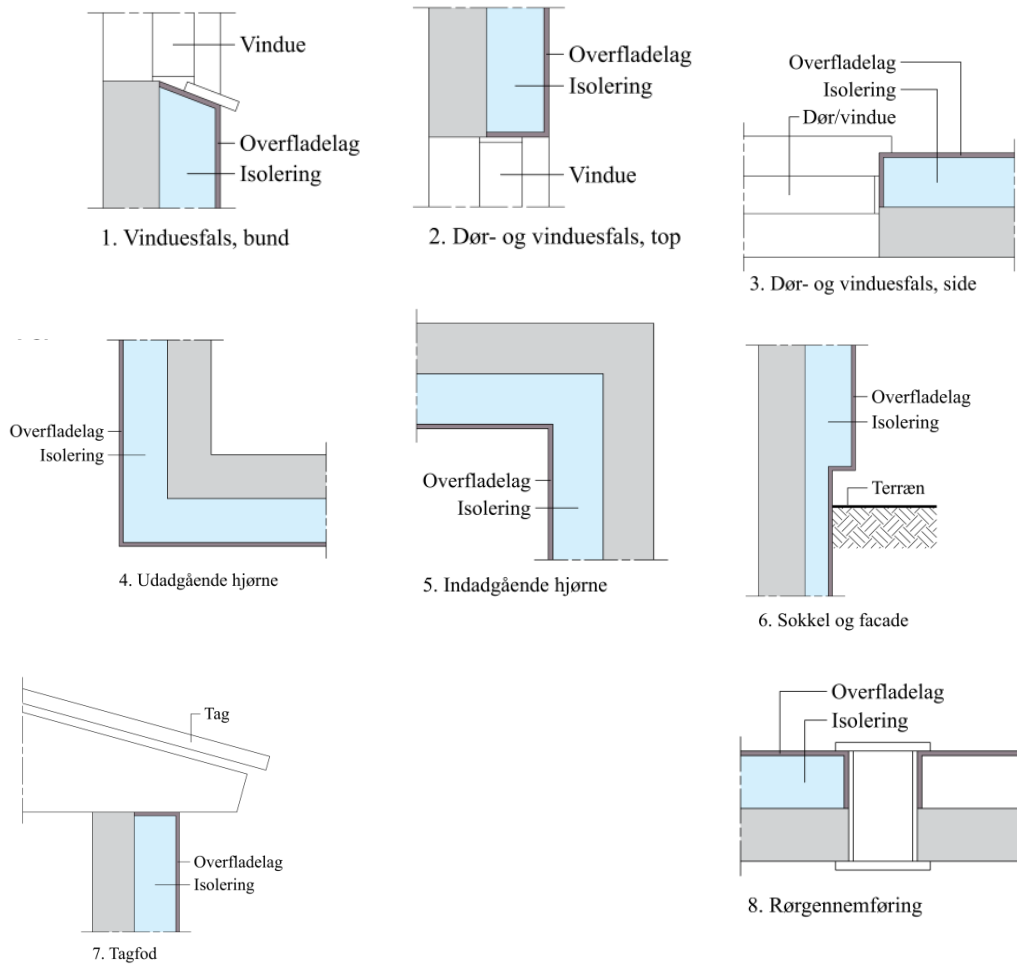 Vindue
Overfladelag
Isolering
1. Vinduesfals, bund
Overfladelag
Isolering
Vindue
2. Dør- og vinduesfals, top
Overfladelag
Isolering
Dør/vindue
3. Dør- og vinduesfals, side
Overfladelag
Isolering
4. Udadgående hjørne
Overfladelag
Isolering
5. Indadgående hjørne
Overfladelag
Isolering
Terræn
6. Sokkel og facade
Tag
Overfladelag
Isolering
7. Tagfod
Overfladelag
Isolering
8. Rørgennemføring